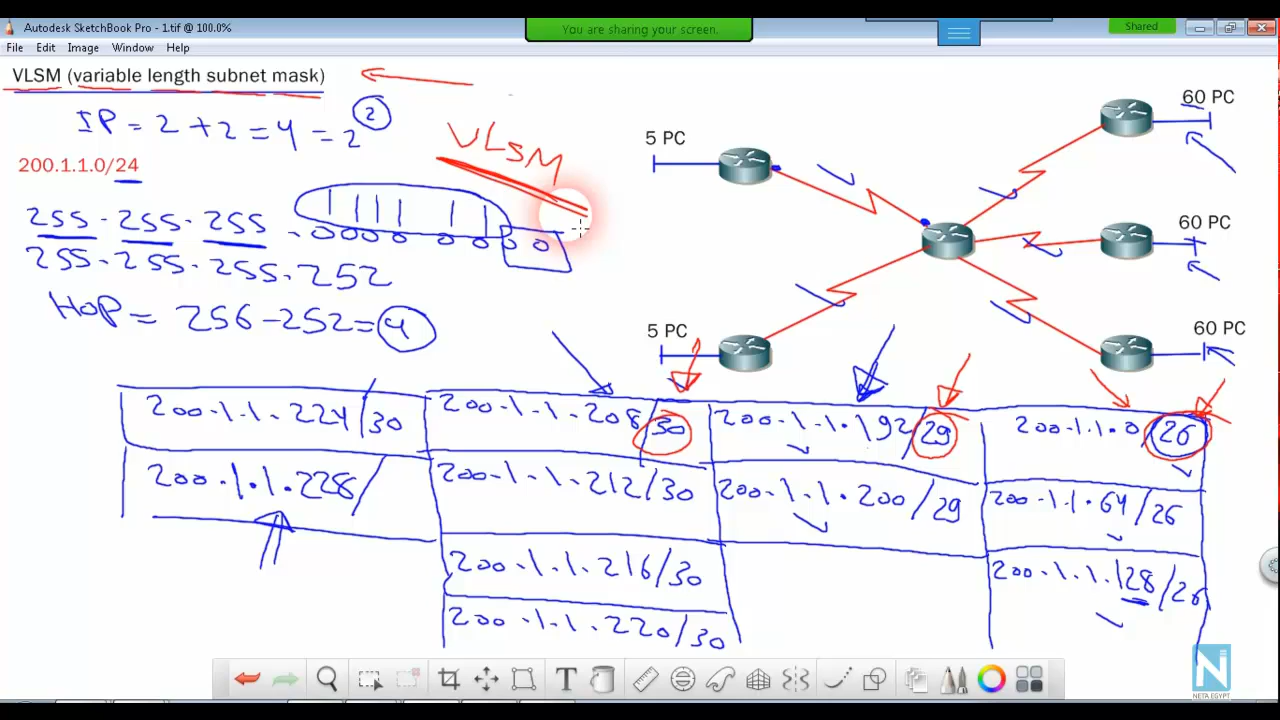 Autodesk SketchBook Pro - 1.tif @ 100.0%
You are sharing your screen.
Shared
File Edit Image Window Help
VLSM (variable length subnet mask)
IP = 2 + 2 = 4 = 2^2
VLSM
200.1.1.0/24
255 . 255 . 255 . 0000 0000
255 . 255 . 255 . 252
HOP = 256 - 252 = 4
5 PC
60 PC
60 PC
5 PC
60 PC
200.1.1.224/30
200.1.1.208/30
200.1.1.192/29
200.1.1.0/26
200.1.1.228/
200.1.1.212/30
200.1.1.200/29
200.1.1.64/26
200.1.1.216/30
200.1.1.128/26
200.1.1.220/30
T
N
NETA EGYPT